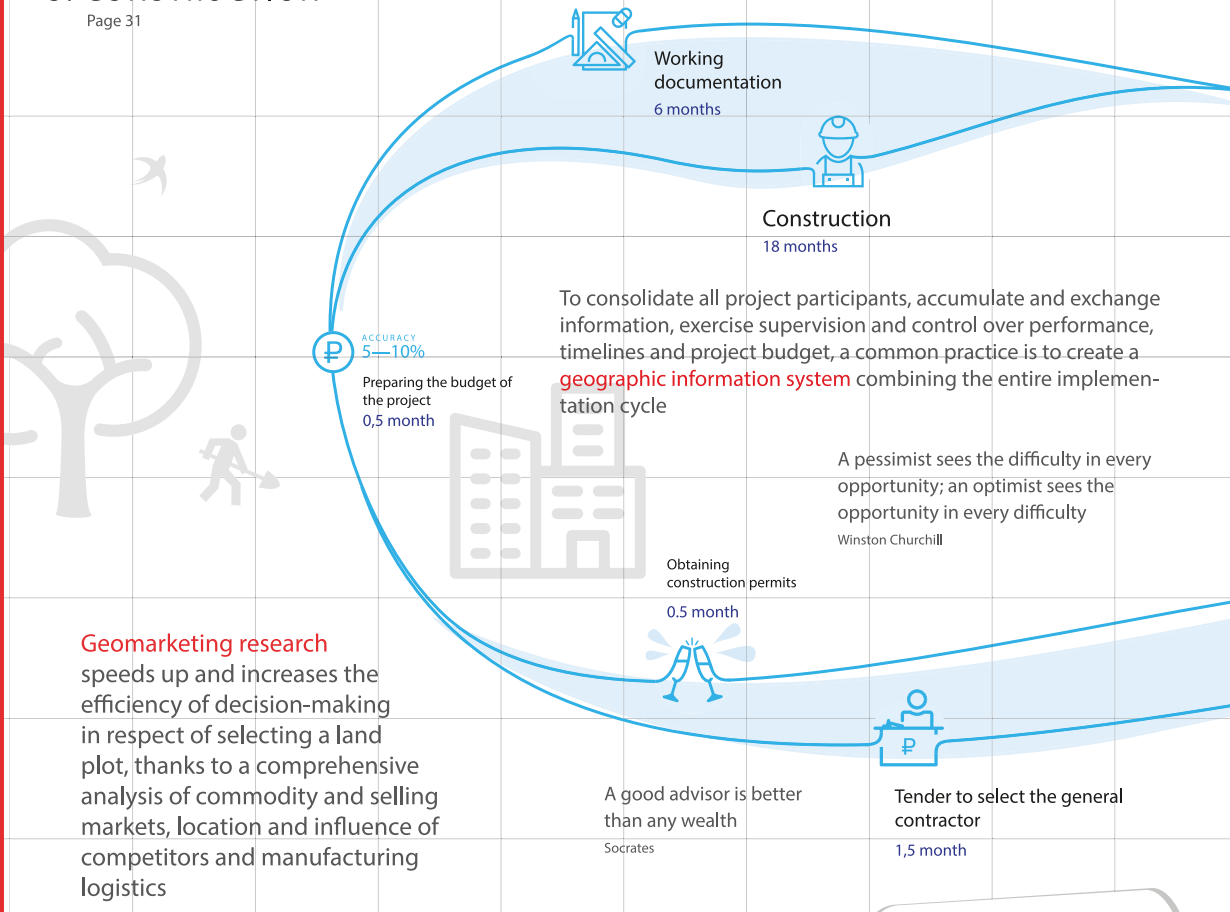 Page 31
Working
documentation
6 months
Construction
18 months
To consolidate all project participants, accumulate and exchange
information, exercise supervision and control over performance,
timelines and project budget, a common practice is to create a
geographic information system combining the entire implemen-
tation cycle
ACCURACY
5—10%
Preparing the budget of
the project
0,5 month
A pessimist sees the difficulty in every
opportunity; an optimist sees the
opportunity in every difficulty
Winston Churchill
Obtaining
construction permits
0.5 month
Geomarketing research
speeds up and increases the
efficiency of decision-making
in respect of selecting a land
plot, thanks to a comprehensive
analysis of commodity and selling
markets, location and influence of
competitors and manufacturing
logistics
A good advisor is better
than any wealth
Socrates
Tender to select the general
contractor
1,5 month